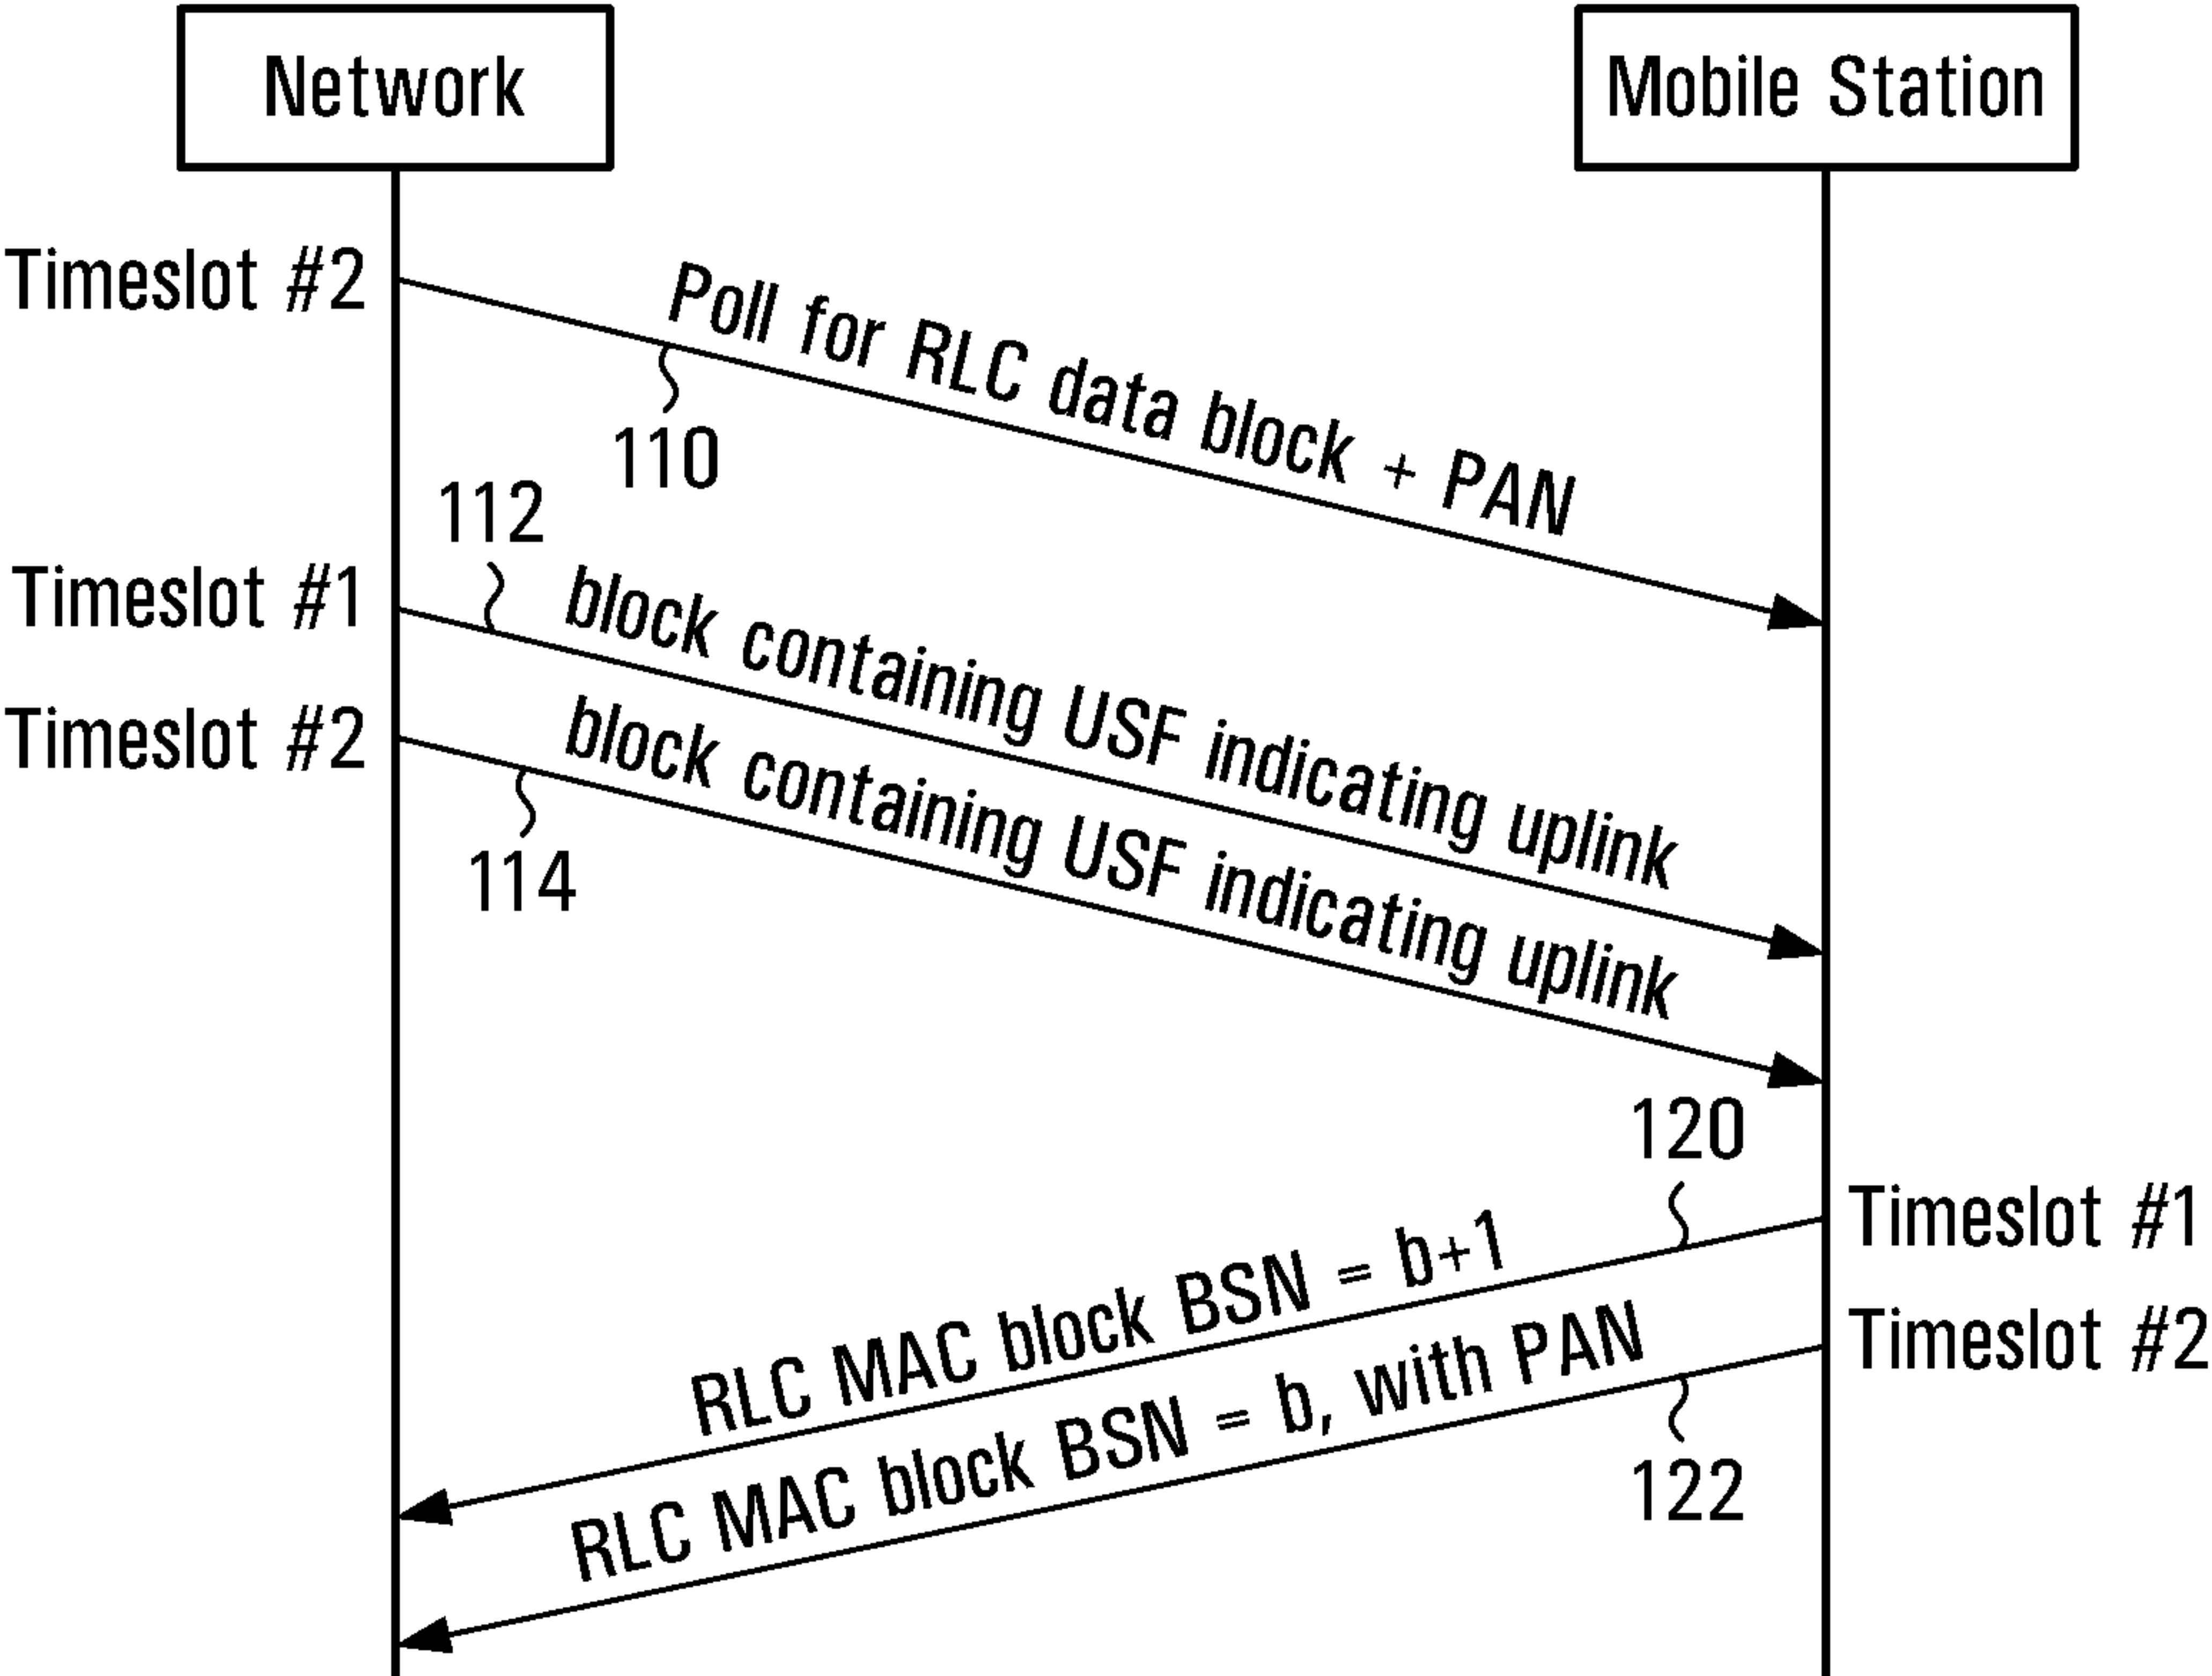 Network
Mobile Station
Timeslot #2
Poll for RLC data block + PAN
110
112
Timeslot #1
block containing USF indicating uplink
Timeslot #2
block containing USF indicating uplink
114
120
Timeslot #1
RLC MAC block BSN = b+1
Timeslot #2
RLC MAC block BSN = b, with PAN
122